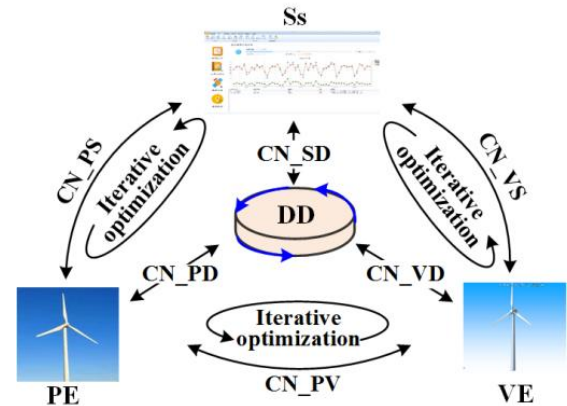 Ss
CN_PS
Iterative
optimization
CN_SD
Iterative
optimization
CN_VS
DD
CN_PD
CN_VD
Iterative
optimization
CN_PV
PE
VE